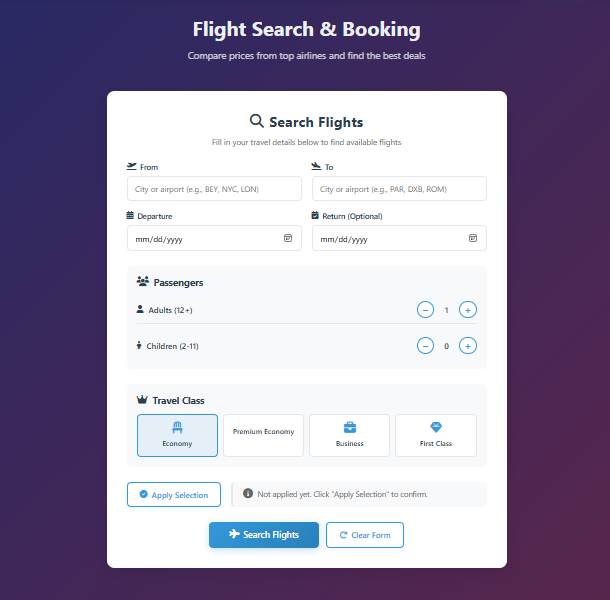 Flight Search & Booking
Compare prices from top airlines and find the best deals
Search Flights
Fill in your travel details below to find available flights
From
To
City or airport (e.g., BEY, NYC, LON)
City or airport (e.g., PAR, DXB, ROM)
Departure
Return (Optional)
mm/dd/yyyy
mm/dd/yyyy
Passengers
Adults (12+)
− 1 +
Children (2-11)
− 0 +
Travel Class
Economy
Premium Economy
Business
First Class
Apply Selection
Not applied yet. Click "Apply Selection" to confirm.
Search Flights
Clear Form